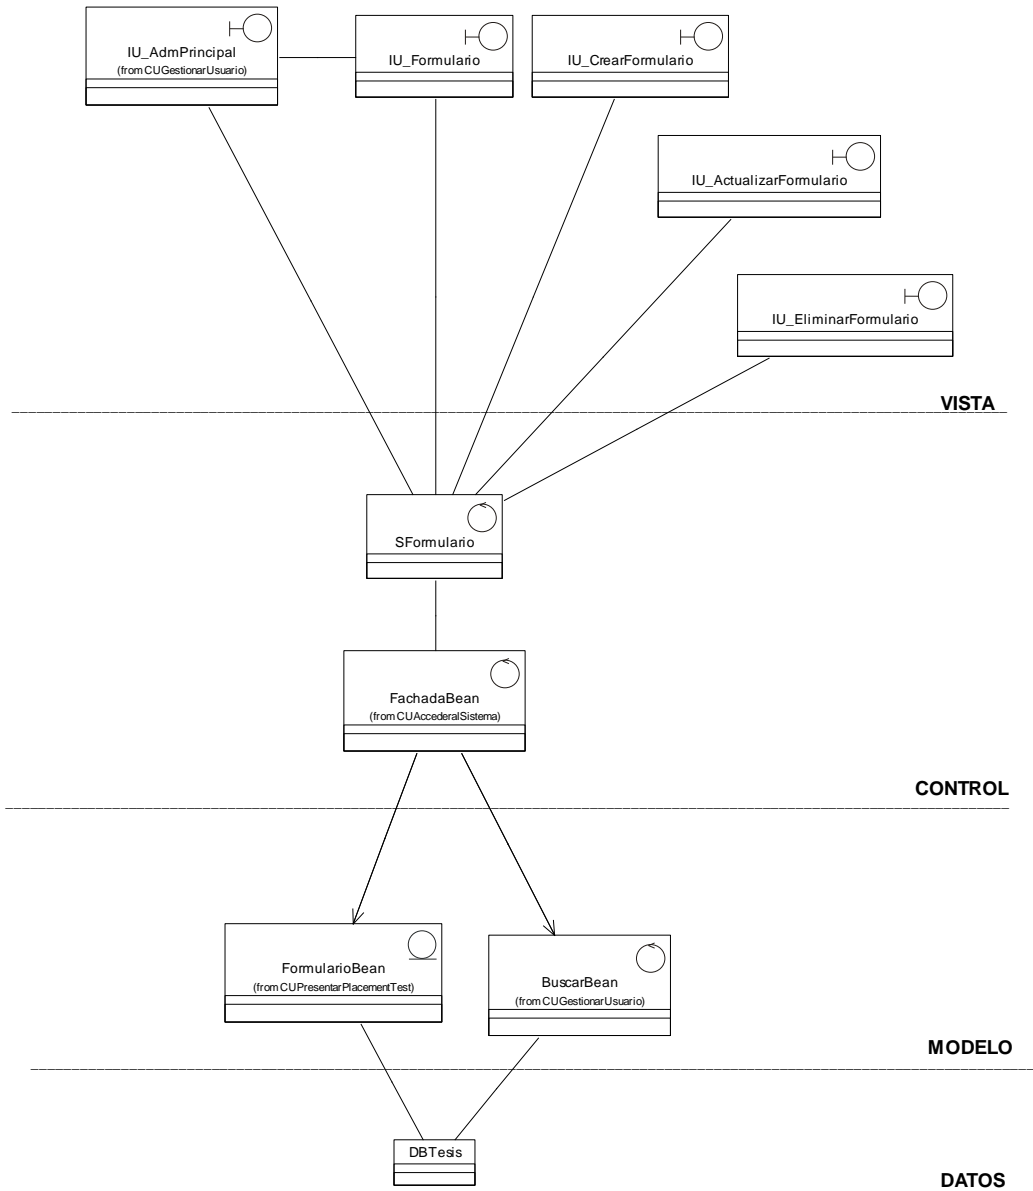 IU_AdmPrincipal
(from CUGestionarUsuario)
IU_Formulario
IU_CrearFormulario
IU_ActualizarFormulario
IU_EliminarFormulario
VISTA
SFormulario
FachadaBean
(from CUAccederalSistema)
CONTROL
FormularioBean
(from CUPresentarPlacementTest)
BuscarBean
(from CUGestionarUsuario)
MODELO
DBTesis
DATOS